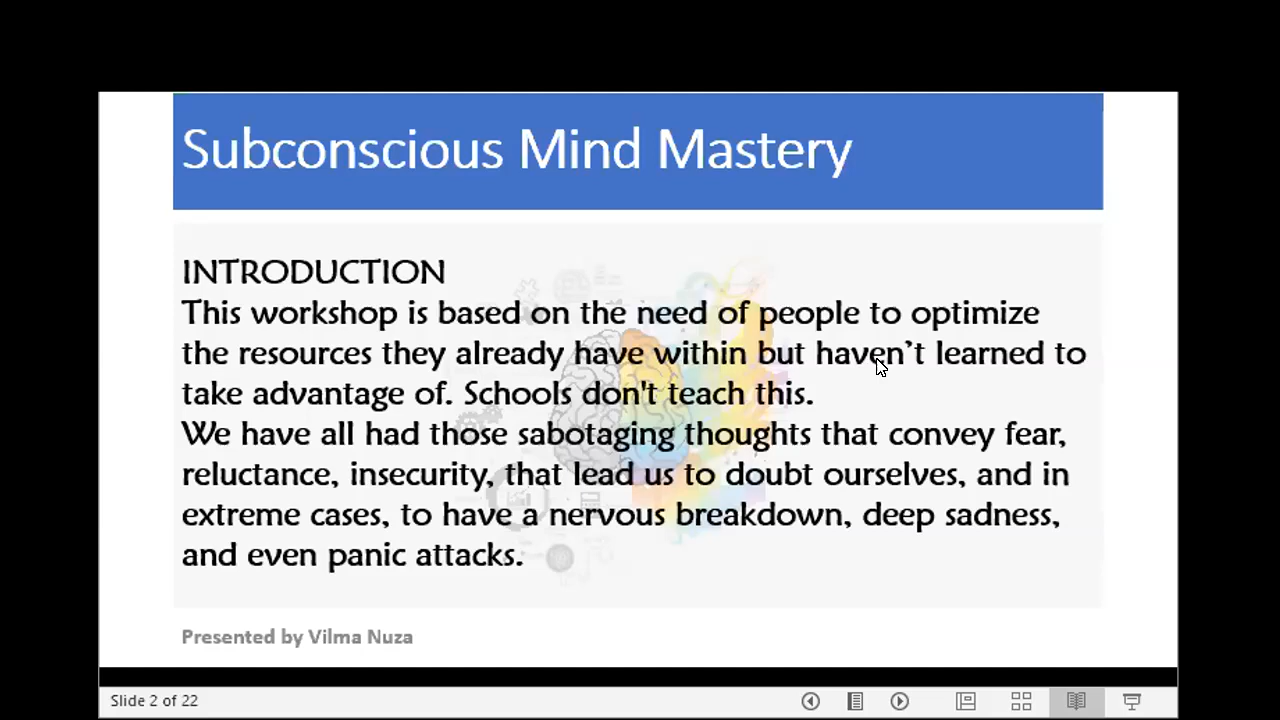 Subconscious Mind Mastery
INTRODUCTION
This workshop is based on the need of people to optimize
the resources they already have within but haven’t learned to
take advantage of. Schools don't teach this.
We have all had those sabotaging thoughts that convey fear,
reluctance, insecurity, that lead us to doubt ourselves, and in
extreme cases, to have a nervous breakdown, deep sadness,
and even panic attacks.
Presented by Vilma Nuza
Slide 2 of 22